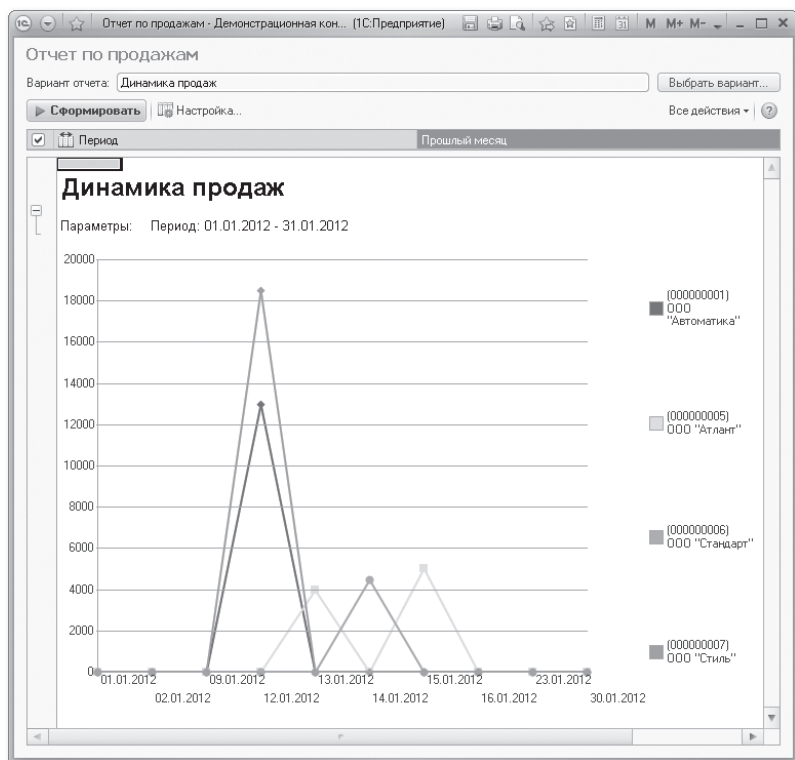 Отчет по продажам - Демонстрационная кон... (1С:Предприятие) M M+ M-
Отчет по продажам
Вариант отчета: Динамика продаж Выбрать вариант...
Сформировать Настройка... Все действия
Период Прошлый месяц
Динамика продаж
Параметры: Период: 01.01.2012 - 31.01.2012
20000
18000
16000
14000
12000
10000
8000
6000
4000
2000
0
01.01.2012 09.01.2012 13.01.2012 15.01.2012 23.01.2012
02.01.2012 12.01.2012 14.01.2012 16.01.2012 30.01.2012
(000000001)
ООО
"Автоматика"
(000000005)
ООО "Атлант"
(000000006)
ООО "Стандарт"
(000000007)
ООО "Стиль"